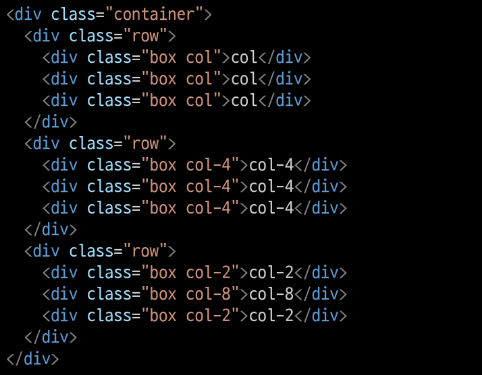 <div class="container">
  <div class="row">
    <div class="box col">col</div>
    <div class="box col">col</div>
    <div class="box col">col</div>
  </div>
  <div class="row">
    <div class="box col-4">col-4</div>
    <div class="box col-4">col-4</div>
    <div class="box col-4">col-4</div>
  </div>
  <div class="row">
    <div class="box col-2">col-2</div>
    <div class="box col-8">col-8</div>
    <div class="box col-2">col-2</div>
  </div>
</div>